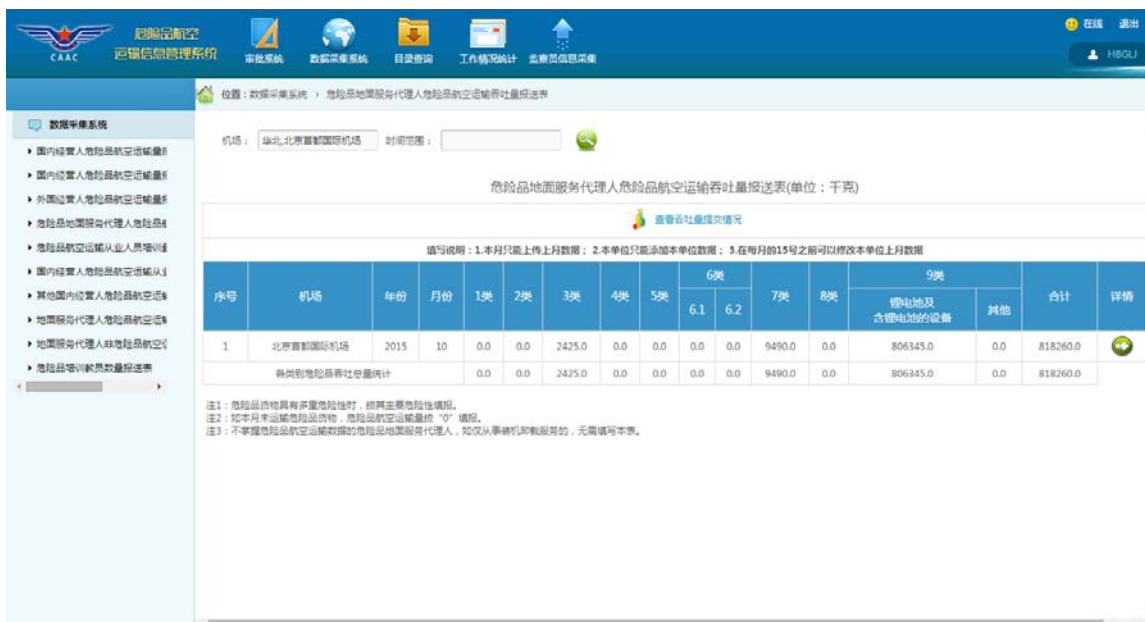 危险品航空
运输信息管理系统
CAAC
审批系统 数据采集系统 目录查询 工作情况统计 监察员信息采集
在线 退出
HBGLJ
位置：数据采集系统 › 危险品地面服务代理人危险品航空运输吞吐量报送表
数据采集系统
国内经营人危险品航空运输量
国内经营人危险品航空运输量
外国经营人危险品航空运输量
危险品地面服务代理人危险品
危险品航空运输从业人员培训
国内经营人危险品航空运输从
其他国内经营人危险品航空运
地面服务代理人危险品航空运
地面服务代理人非危险品航空
危险品培训教员数量报送表
机场： 华北,北京首都国际机场 时间范围：
危险品地面服务代理人危险品航空运输吞吐量报送表(单位：千克)
查看吞吐量提交情况
填写说明：1.本月只能上传上月数据； 2.本单位只能添加本单位数据； 3.在每月的15号之前可以修改本单位上月数据
序号 机场 年份 月份 1类 2类 3类 4类 5类 6类 7类 8类 9类 合计 详情
6.1 6.2 锂电池及 其他
含锂电池的设备
1 北京首都国际机场 2015 10 0.0 0.0 2425.0 0.0 0.0 0.0 0.0 9490.0 0.0 806345.0 0.0 818260.0
各类别危险品吞吐总量统计 0.0 0.0 2425.0 0.0 0.0 0.0 0.0 9490.0 0.0 806345.0 0.0 818260.0
注1：危险品货物具有多重危险性时，按其主要危险性填报。
注2：如本月未运输危险品货物，危险品航空运输量按“0”填报。
注3：不掌握危险品航空运输数据的危险品地面服务代理人，如仅从事装机卸载服务的，无需填写本表。